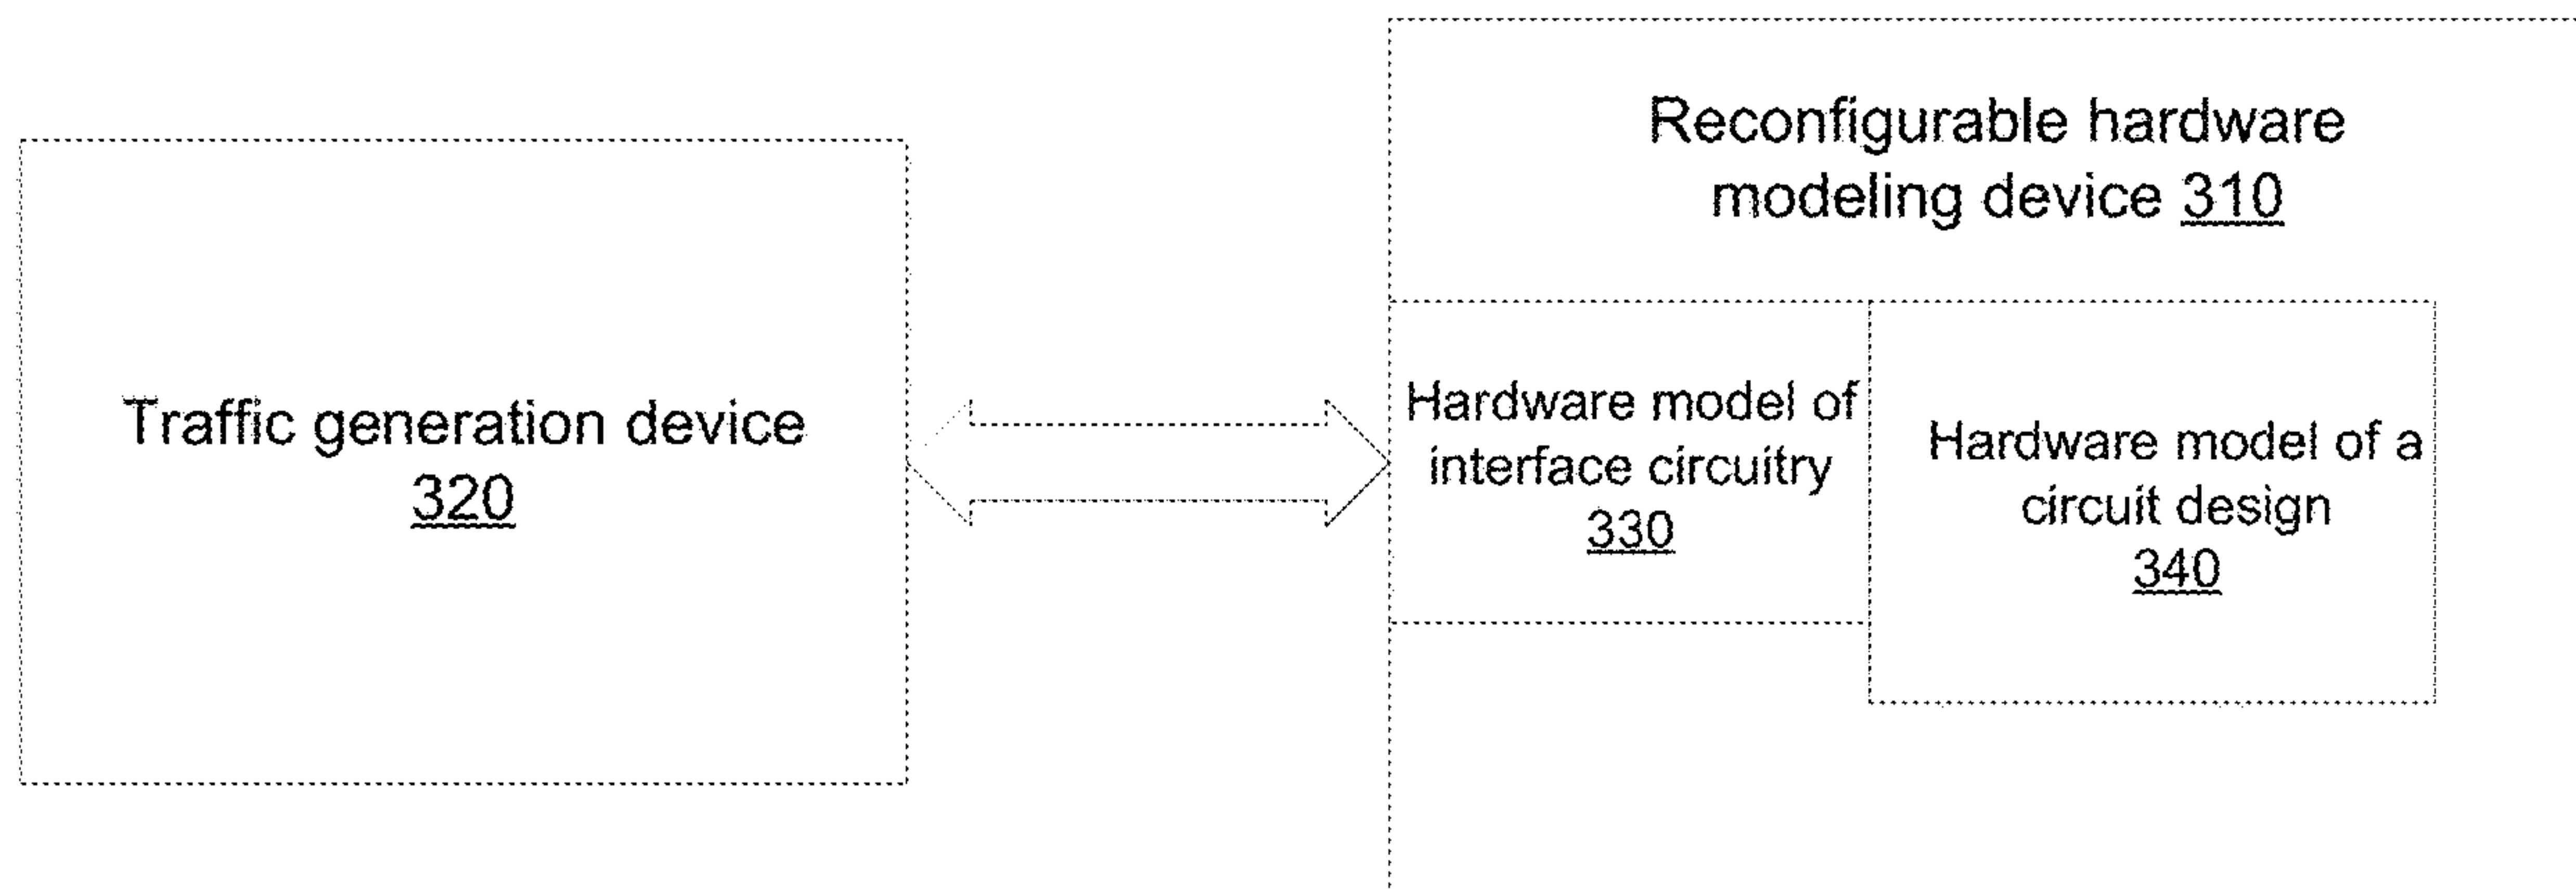 Reconfigurable hardware
modeling device 310
Traffic generation device
320
Hardware model of
interface circuitry
330
Hardware model of a
circuit design
340